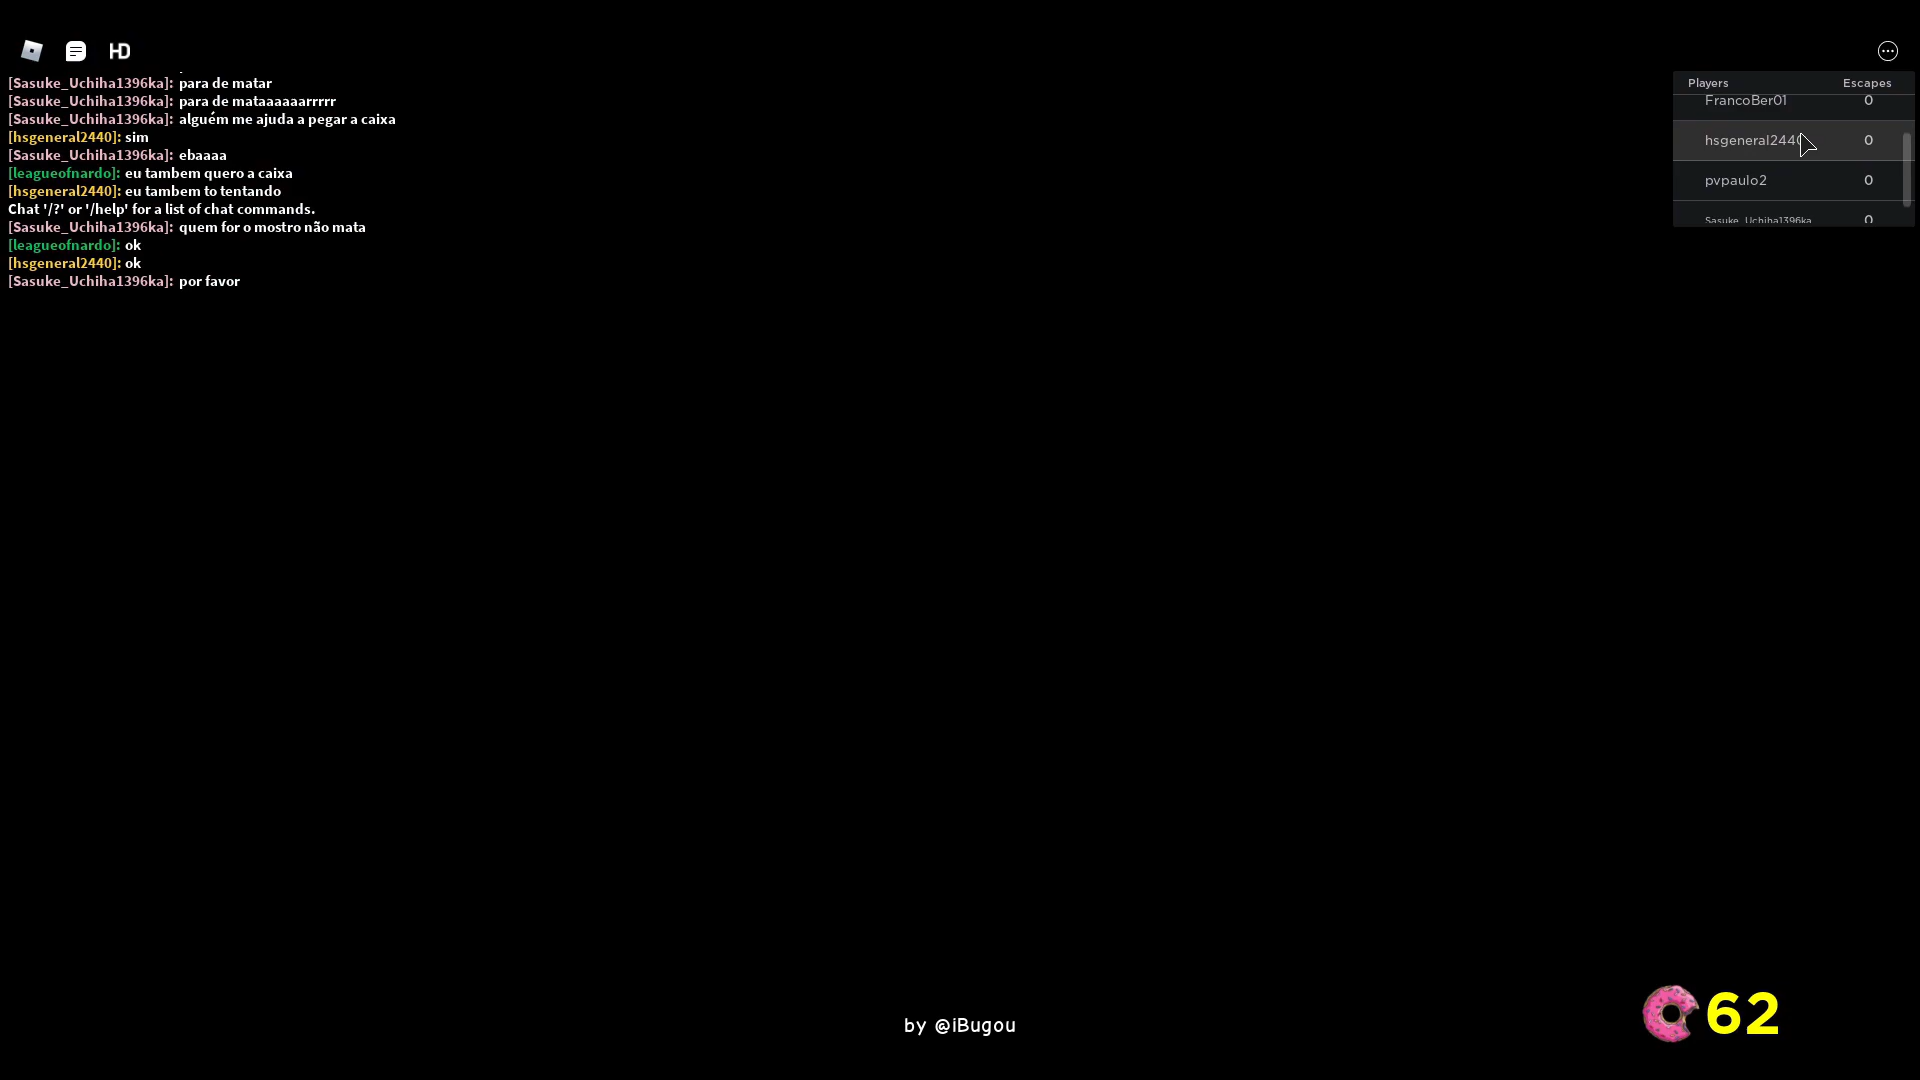 HD
[Sasuke_Uchiha1396ka]: para de matar
[Sasuke_Uchiha1396ka]: para de mataaaaaarrrrr
[Sasuke_Uchiha1396ka]: alguém me ajuda a pegar a caixa
[hsgeneral2440]: sim
[Sasuke_Uchiha1396ka]: ebaaaa
[leagueofnardo]: eu tambem quero a caixa
[hsgeneral2440]: eu tambem to tentando
Chat '/?' or '/help' for a list of chat commands.
[Sasuke_Uchiha1396ka]: quem for o mostro não mata
[leagueofnardo]: ok
[hsgeneral2440]: ok
[Sasuke_Uchiha1396ka]: por favor
Players Escapes
FrancoBer01 0
hsgeneral2440 0
pvpaulo2 0
Sasuke_Uchiha1396ka 0
by @iBugou
62